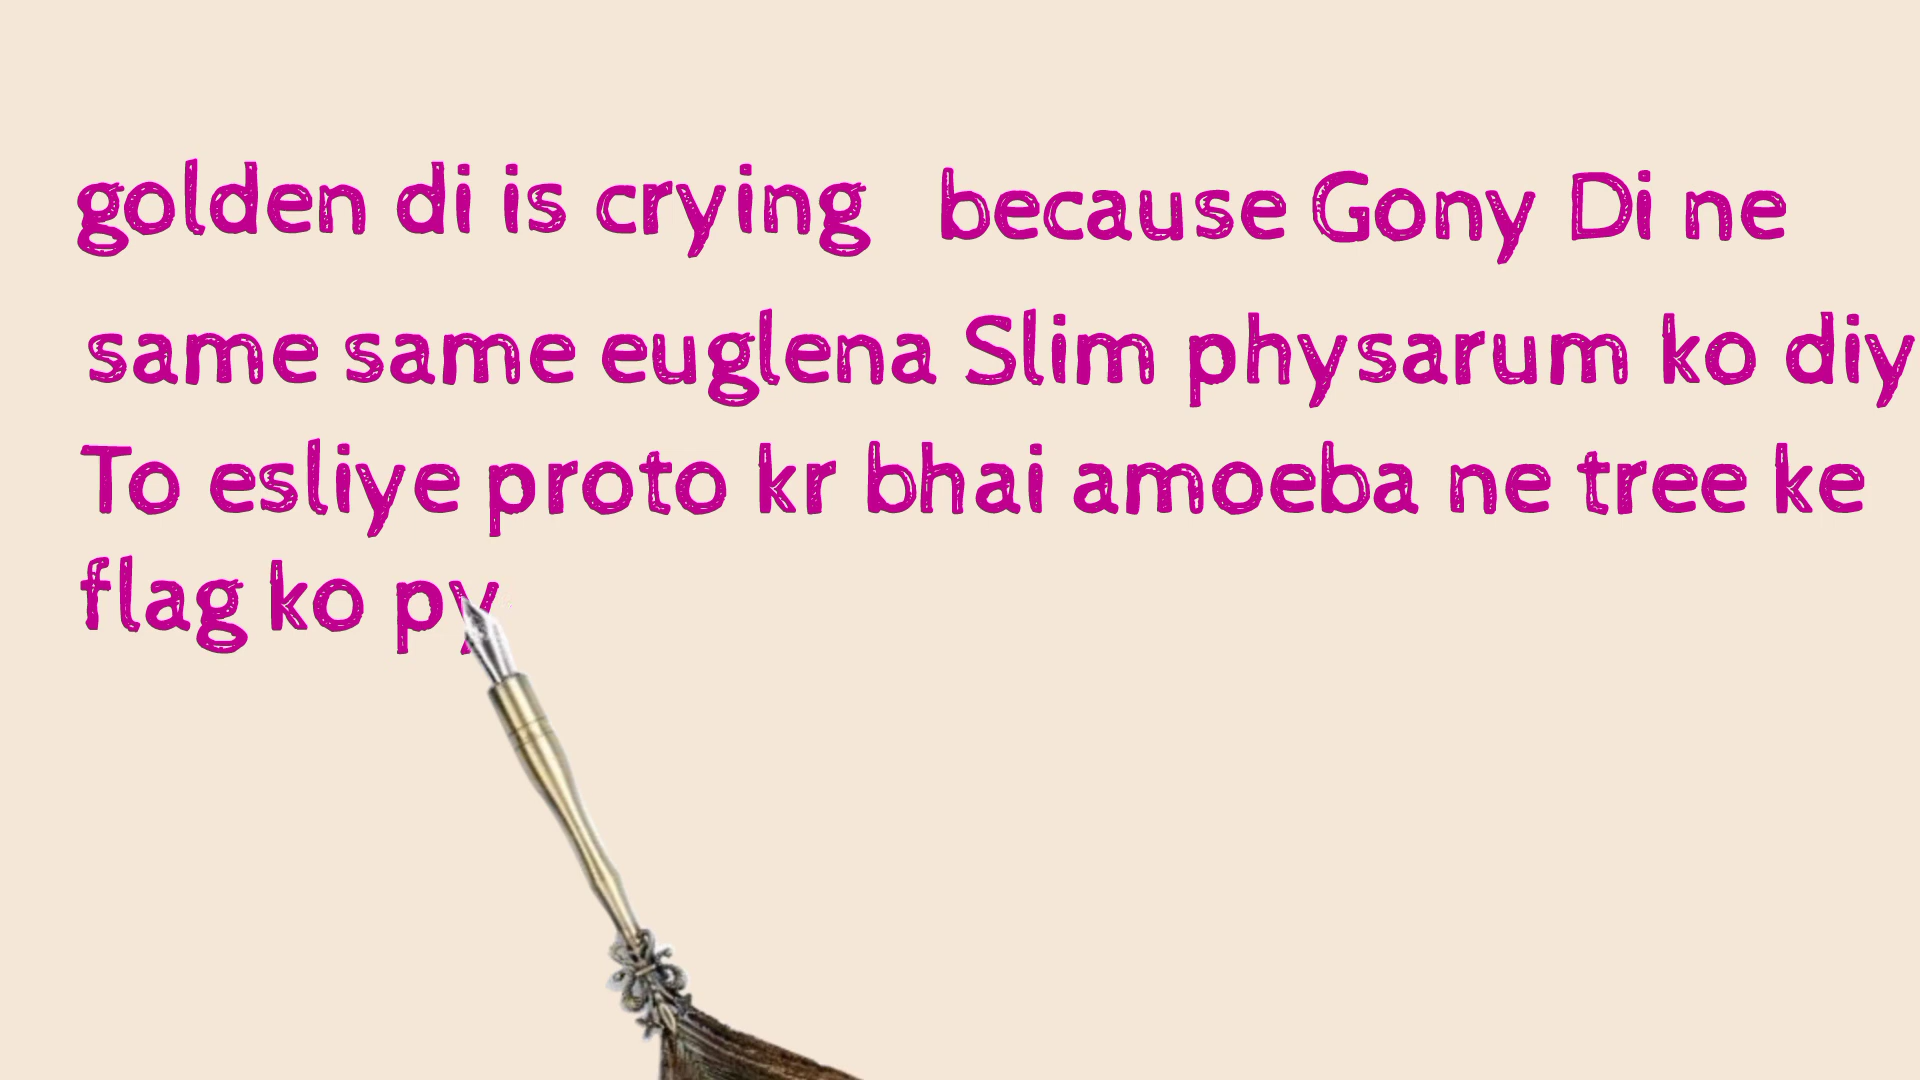 golden di is crying because Gony Di ne
same same euglena Slim physarum ko diy
To esliye proto kr bhai amoeba ne tree ke
flag ko py